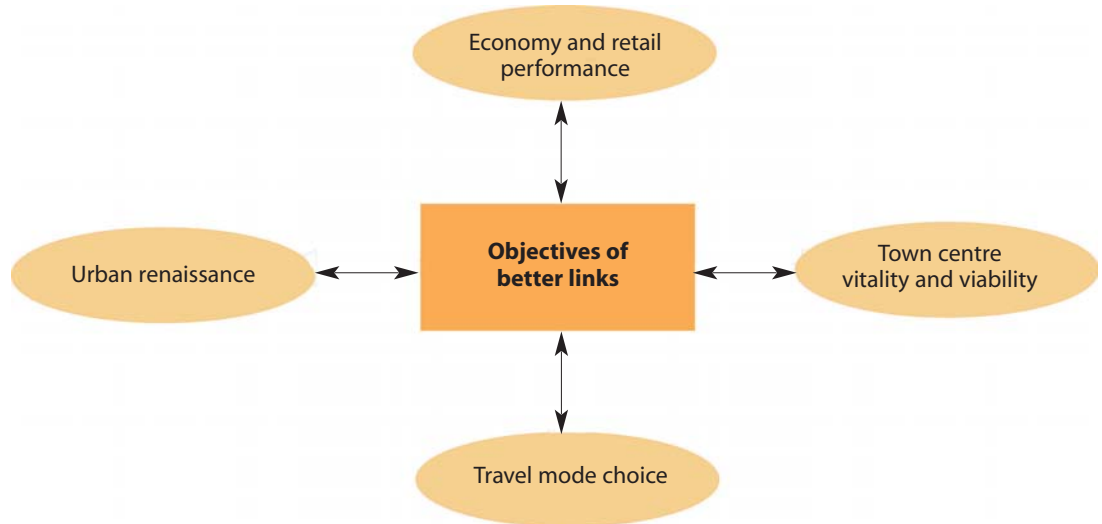 Economy and retail
performance
Urban renaissance
Objectives of
better links
Town centre
vitality and viability
Travel mode choice